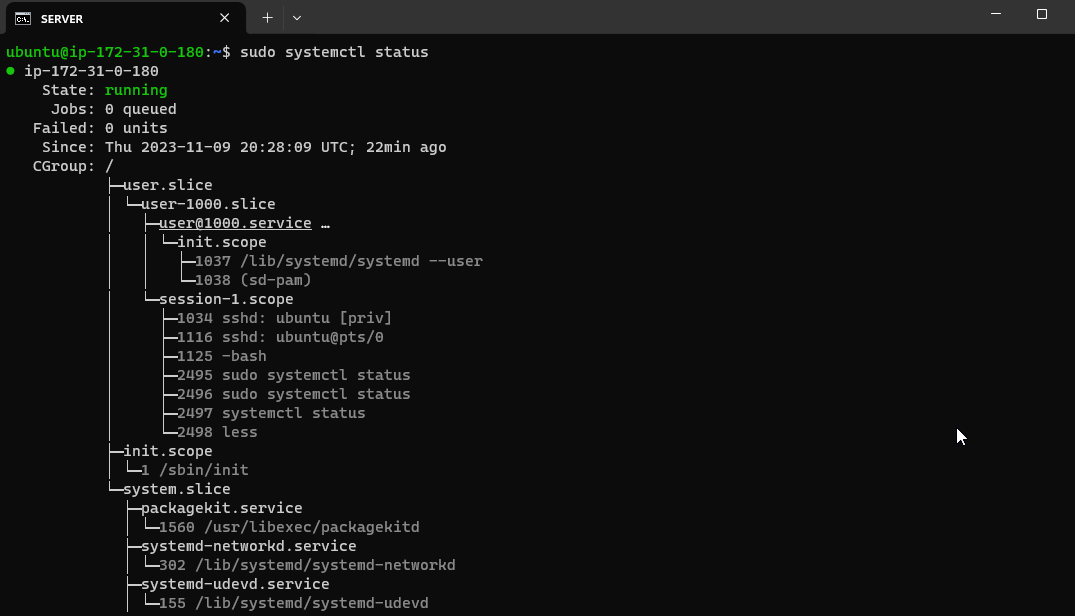 SERVER
ubuntu@ip-172-31-0-180:~$ sudo systemctl status
● ip-172-31-0-180
    State: running
     Jobs: 0 queued
   Failed: 0 units
    Since: Thu 2023-11-09 20:28:09 UTC; 22min ago
   CGroup: /
           ├─user.slice
           │ └─user-1000.slice
           │   ├─user@1000.service …
           │   │ └─init.scope
           │   │   ├─1037 /lib/systemd/systemd --user
           │   │   └─1038 (sd-pam)
           │   └─session-1.scope
           │     ├─1034 sshd: ubuntu [priv]
           │     ├─1116 sshd: ubuntu@pts/0
           │     ├─1125 -bash
           │     ├─2495 sudo systemctl status
           │     ├─2496 sudo systemctl status
           │     ├─2497 systemctl status
           │     └─2498 less
           ├─init.scope
           │ └─1 /sbin/init
           └─system.slice
             ├─packagekit.service
             │ └─1560 /usr/libexec/packagekitd
             ├─systemd-networkd.service
             │ └─302 /lib/systemd/systemd-networkd
             ├─systemd-udevd.service
             │ └─155 /lib/systemd/systemd-udevd